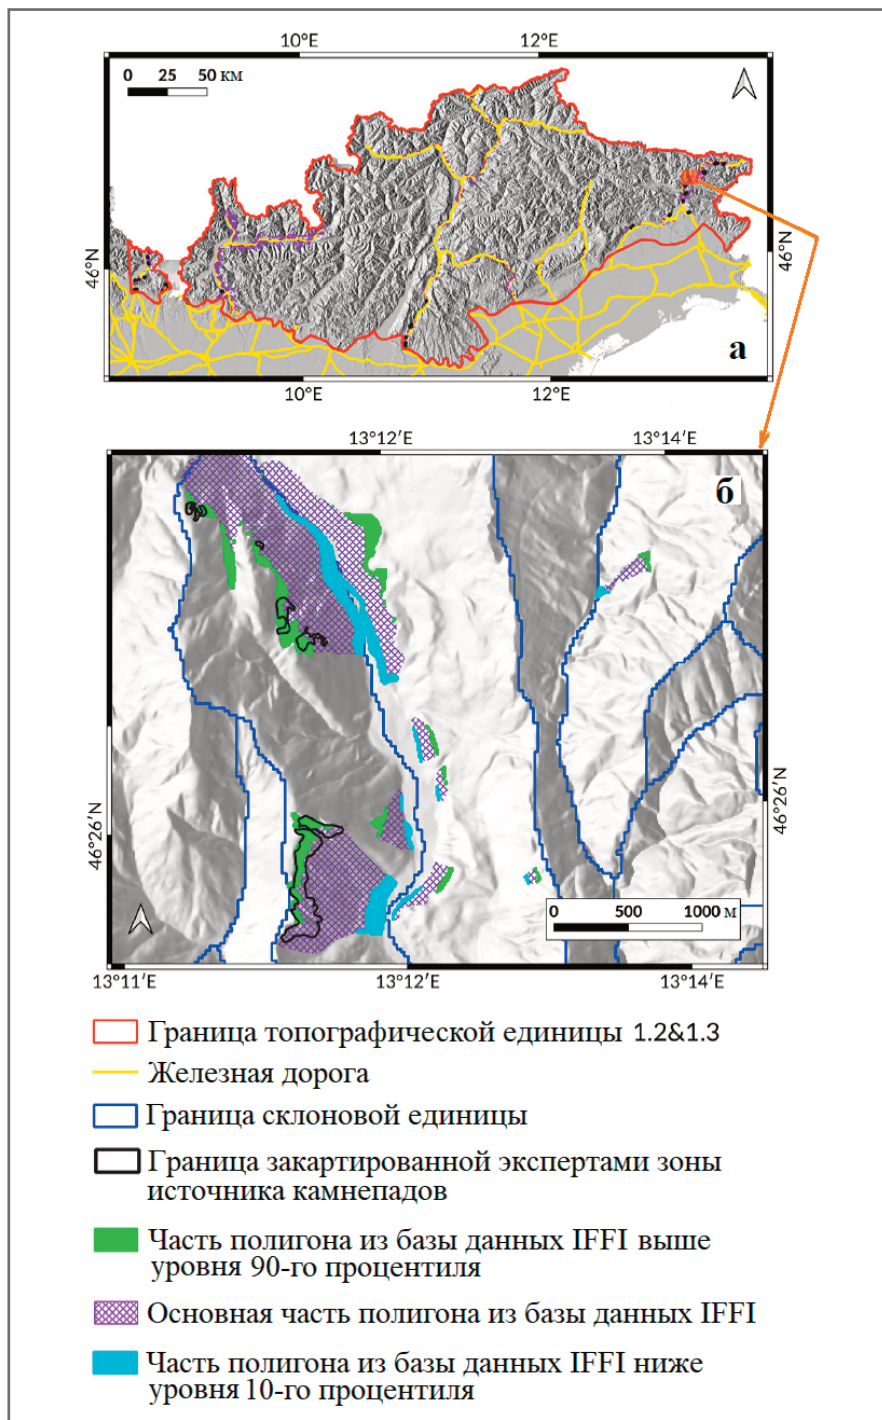 10°E 12°E
0 25 50 км
46°N
46°N
а
10°E 12°E
13°12′E 13°14′E
б
46°26′N
46°26′N
0 500 1000 м
13°11′E 13°12′E 13°14′E
Граница топографической единицы 1.2&1.3
Железная дорога
Граница склоновой единицы
Граница закартированной экспертами зоны
источника камнепадов
Часть полигона из базы данных IFFI выше
уровня 90-го процентиля
Основная часть полигона из базы данных IFFI
Часть полигона из базы данных IFFI ниже
уровня 10-го процентиля